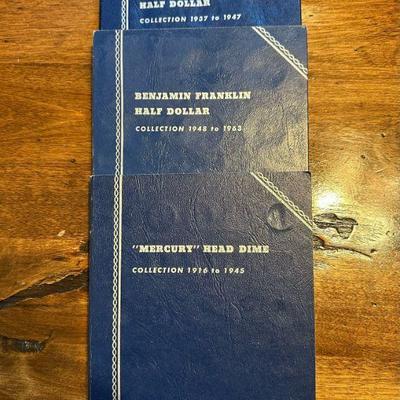 HALF DOLLAR
COLLECTION 1937 to 1947
BENJAMIN FRANKLIN
HALF DOLLAR
COLLECTION 1948 to 1963
"MERCURY" HEAD DIME
COLLECTION 1916 to 1945